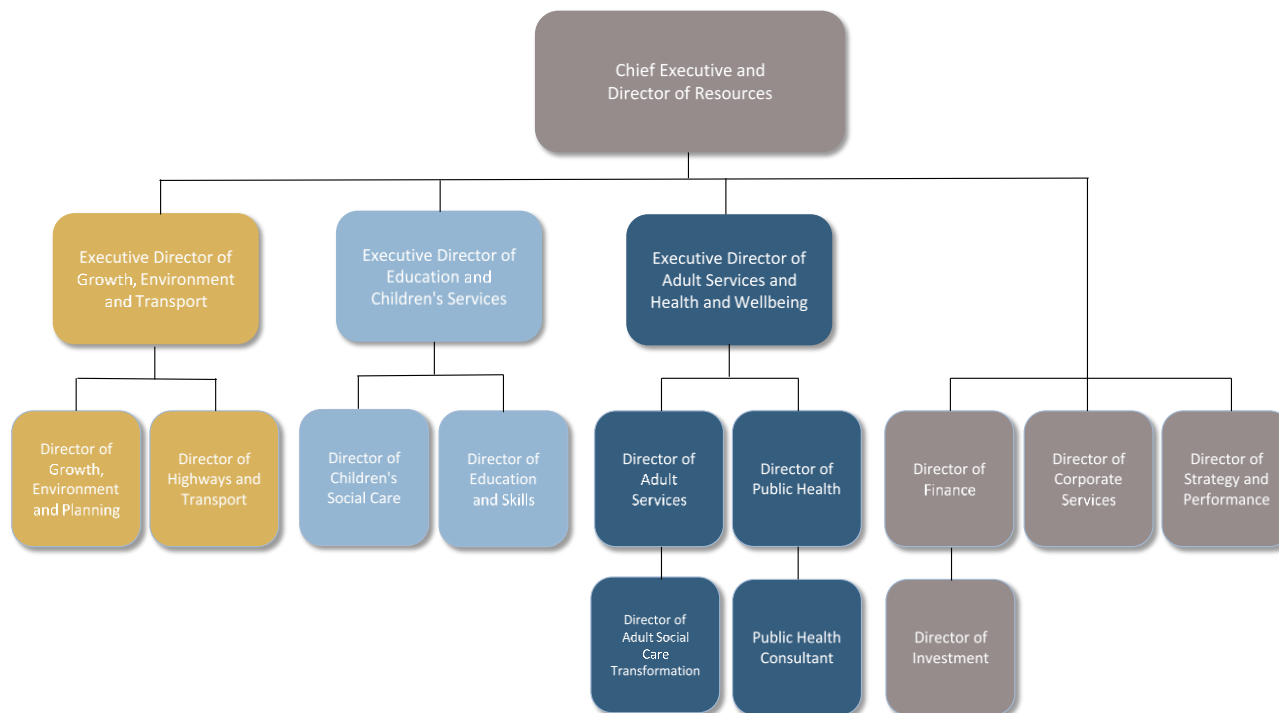 Chief Executive and
Director of Resources
Executive Director of
Growth, Environment
and Transport
Executive Director of
Education and
Children's Services
Executive Director of
Adult Services and
Health and Wellbeing
Director of
Growth,
Environment
and Planning
Director of
Highways and
Transport
Director of
Children's
Social Care
Director of
Education
and Skills
Director of
Adult
Services
Director of
Public Health
Director of
Finance
Director of
Corporate
Services
Director of
Strategy and
Performance
Director of
Adult Social
Care
Transformation
Public Health
Consultant
Director of
Investment